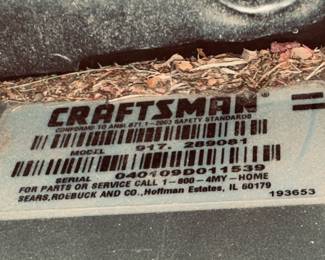 CRAFTSMAN®
CONFORMS TO ANSI B71.1-2003 SAFETY STANDARDS
MODEL 917. 289081
SERIAL 040109D011539
FOR PARTS OR SERVICE CALL 1-800-4MY-HOME
SEARS,ROEBUCK AND CO.,Hoffman Estates, IL 60179
193653